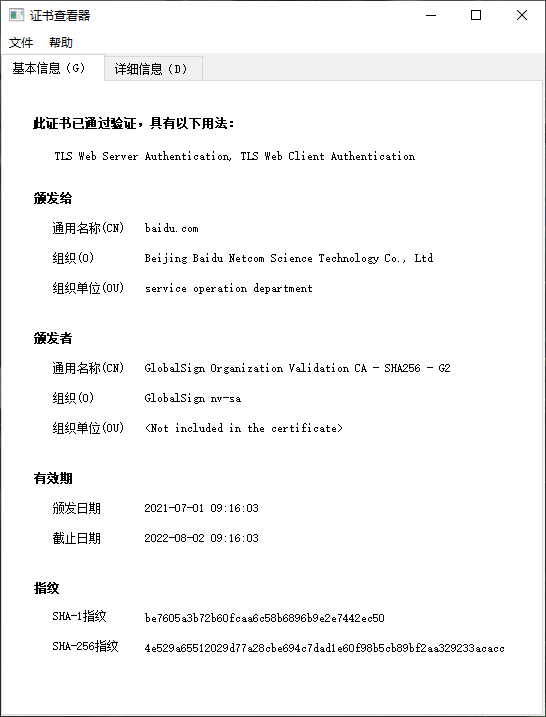 证书查看器
文件 帮助
基本信息（G） 详细信息（D）
此证书已通过验证，具有以下用法：
TLS Web Server Authentication, TLS Web Client Authentication
颁发给
通用名称(CN) baidu.com
组织(O) Beijing Baidu Netcom Science Technology Co., Ltd
组织单位(OU) service operation department
颁发者
通用名称(CN) GlobalSign Organization Validation CA - SHA256 - G2
组织(O) GlobalSign nv-sa
组织单位(OU) <Not included in the certificate>
有效期
颁发日期 2021-07-01 09:16:03
截止日期 2022-08-02 09:16:03
指纹
SHA-1指纹 be7605a3b72b60fcaa6c58b6896b9e2e7442ec50
SHA-256指纹 4e529a65512029d77a28cbe694c7dad1e60f98b5cb89bf2aa329233acacc